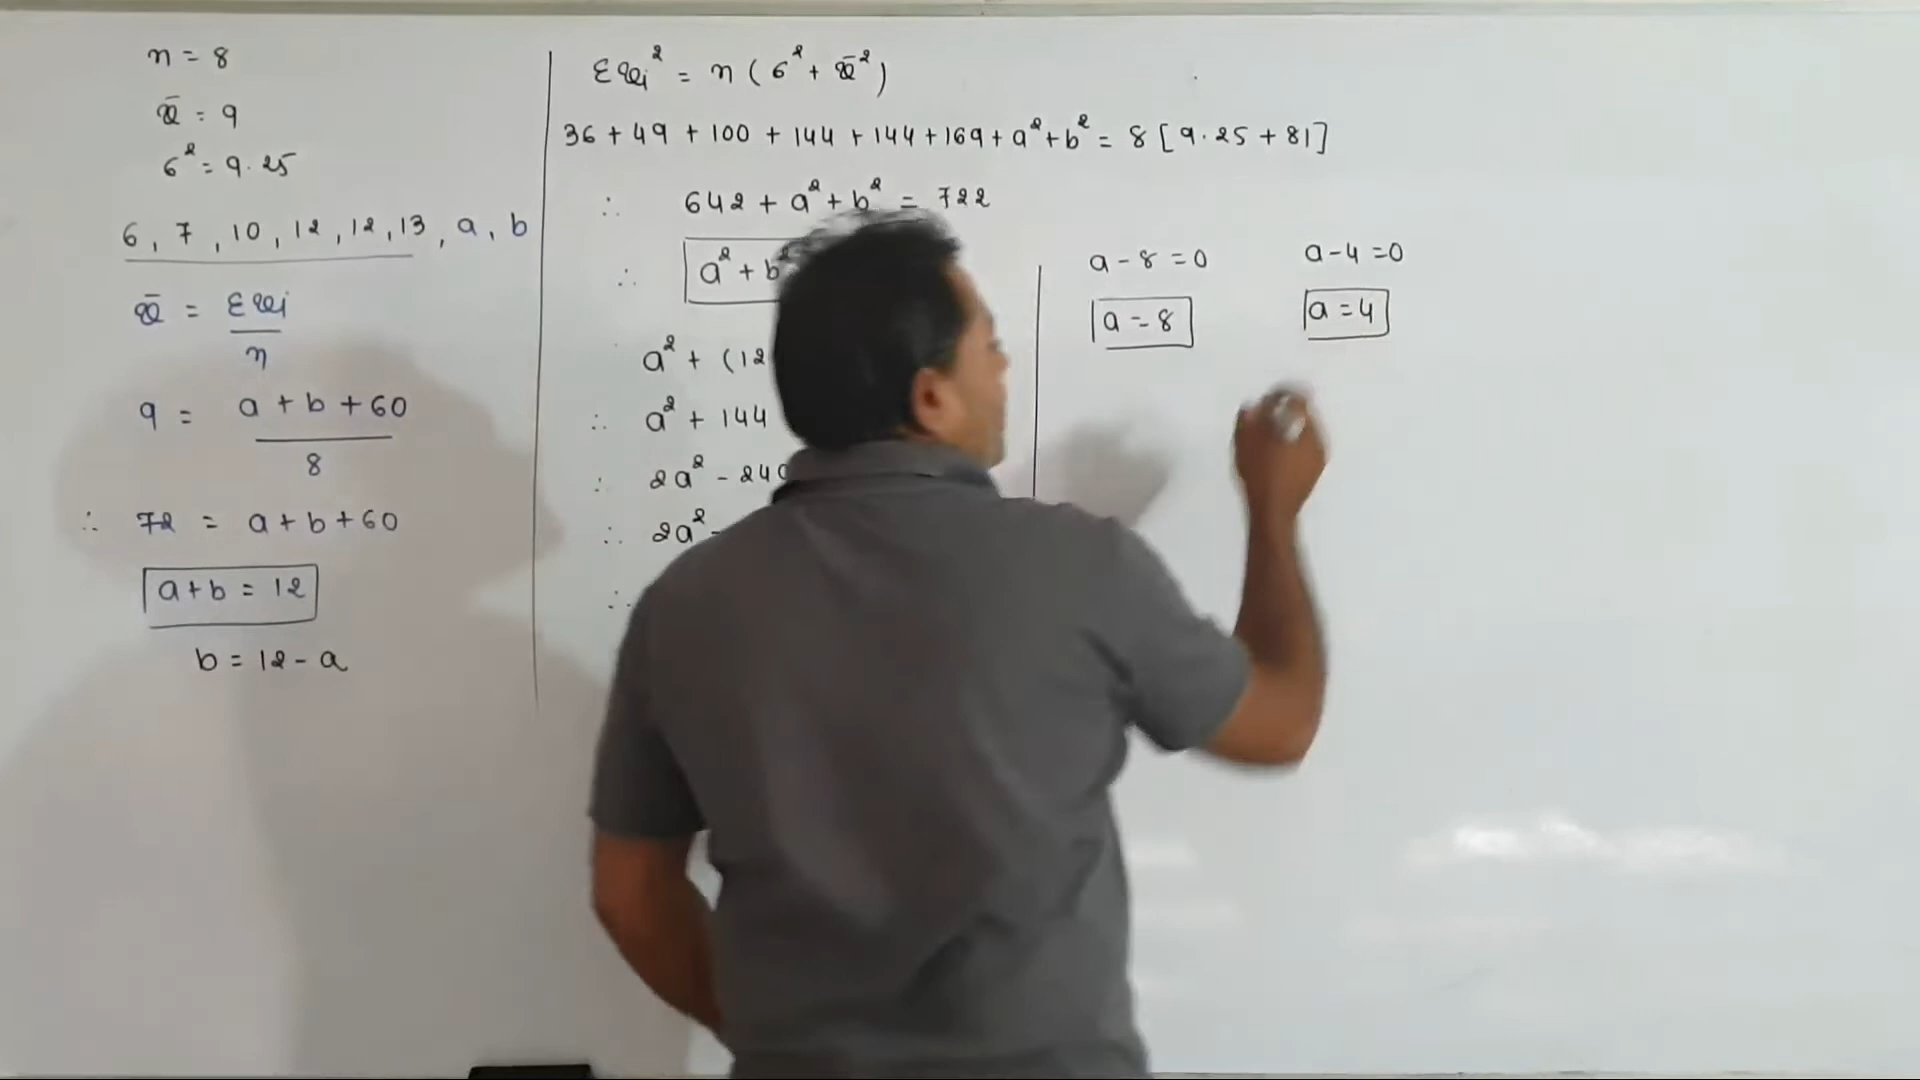 n = 8
x̄ = 9
σ² = 9.25
6, 7, 10, 12, 12, 13, a, b
x̄ = Σxi
n
9 = a + b + 60
8
∴ 72 = a + b + 60
a + b = 12
b = 12 - a
Σxi² = n (σ² + x̄²)
36 + 49 + 100 + 144 + 144 + 169 + a² + b² = 8 [9.25 + 81]
∴ 642 + a² + b² = 722
∴ a² + b²
a² + (12
∴ a² + 144
∴ 2a² - 240
∴ 2a² -
∴
a - 8 = 0
a = 8
a - 4 = 0
a = 4